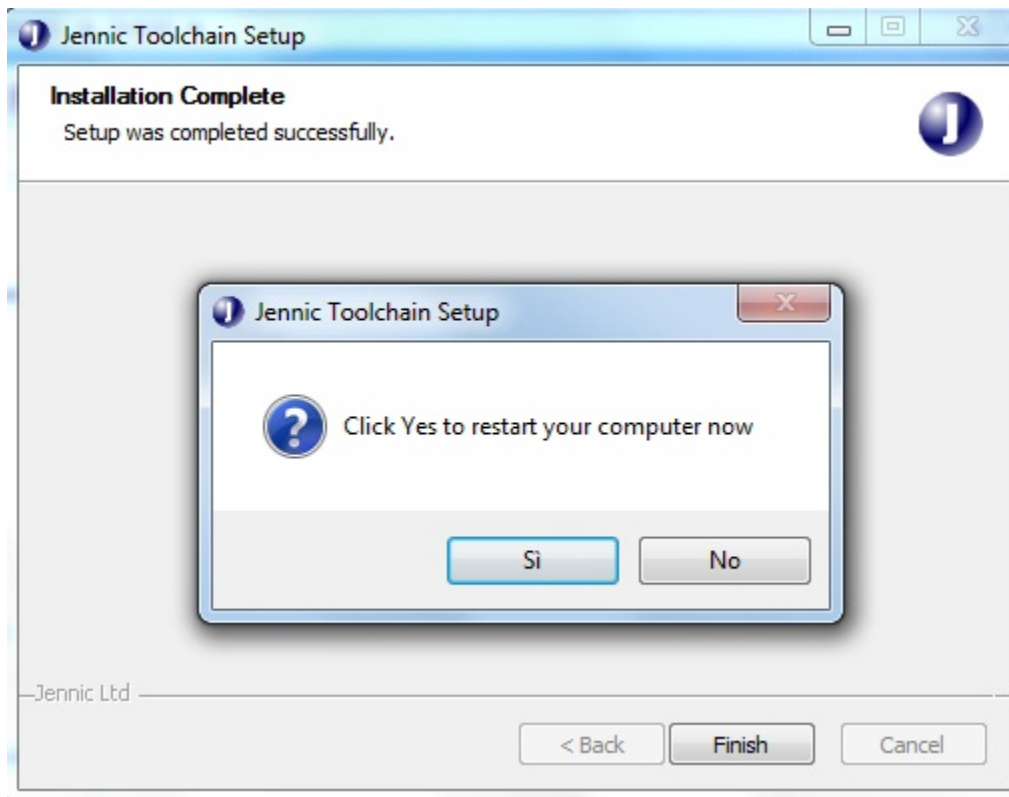 Jennic Toolchain Setup
Installation Complete
Setup was completed successfully.
Jennic Toolchain Setup
Click Yes to restart your computer now
Sì No
Jennic Ltd
< Back Finish Cancel